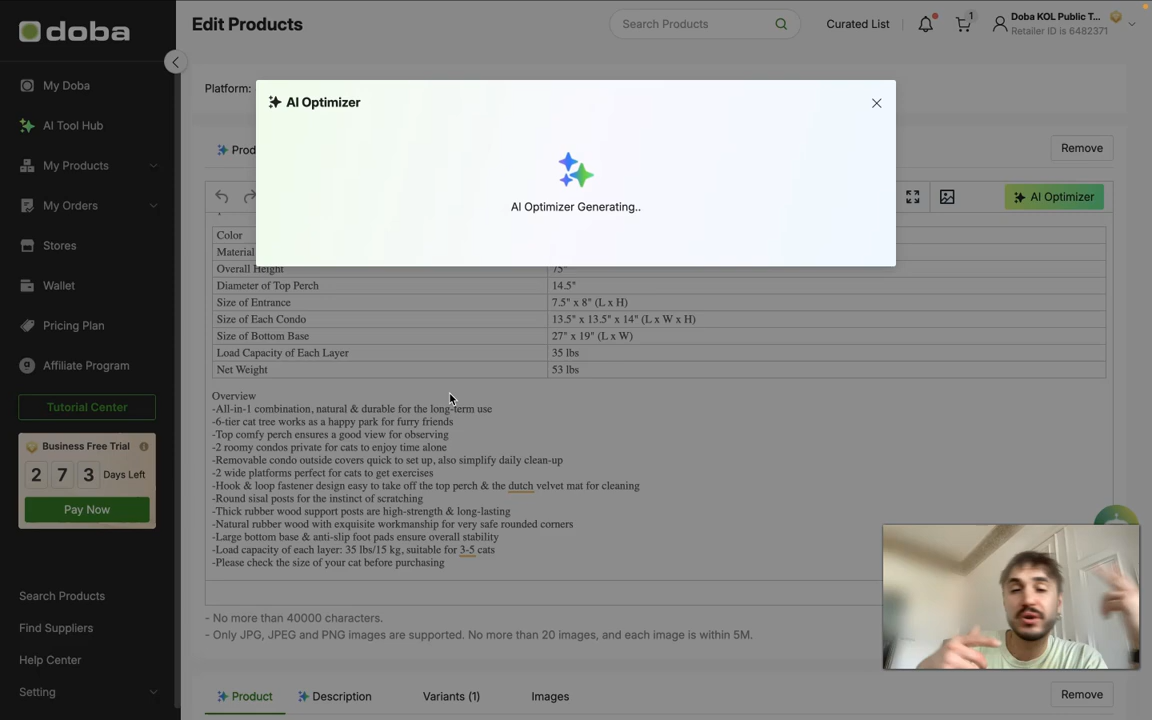 doba
Edit Products
Search Products
Curated List
1
Doba KOL Public T...
Retailer ID is 6482371
My Doba
AI Tool Hub
My Products
My Orders
Stores
Wallet
Pricing Plan
Affiliate Program
Tutorial Center
Business Free Trial
2 7 3 Days Left
Pay Now
Search Products
Find Suppliers
Help Center
Setting
Platform:
AI Optimizer
AI Optimizer Generating..
Prod
Remove
AI Optimizer
Color
Material
Overall Height 75"
Diameter of Top Perch 14.5"
Size of Entrance 7.5" x 8" (L x H)
Size of Each Condo 13.5" x 13.5" x 14" (L x W x H)
Size of Bottom Base 27" x 19" (L x W)
Load Capacity of Each Layer 35 lbs
Net Weight 53 lbs
Overview
-All-in-1 combination, natural & durable for the long-term use
-6-tier cat tree works as a happy park for furry friends
-Top comfy perch ensures a good view for observing
-2 roomy condos private for cats to enjoy time alone
-Removable condo outside covers quick to set up, also simplify daily clean-up
-2 wide platforms perfect for cats to get exercises
-Hook & loop fastener design easy to take off the top perch & the dutch velvet mat for cleaning
-Round sisal posts for the instinct of scratching
-Thick rubber wood support posts are high-strength & long-lasting
-Natural rubber wood with exquisite workmanship for very safe rounded corners
-Large bottom base & anti-slip foot pads ensure overall stability
-Load capacity of each layer: 35 lbs/15 kg, suitable for 3-5 cats
-Please check the size of your cat before purchasing
- No more than 40000 characters.
- Only JPG, JPEG and PNG images are supported. No more than 20 images, and each image is within 5M.
Product Description Variants (1) Images Remove